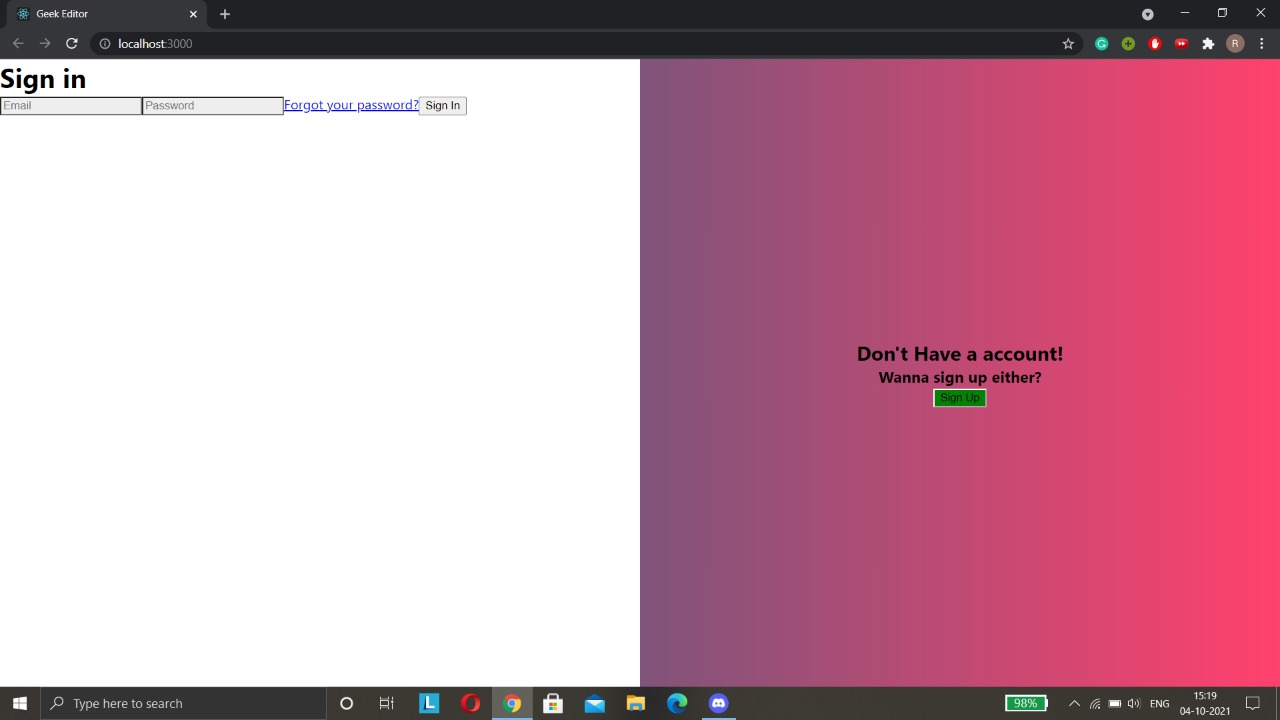 Geek Editor
localhost:3000
R
Sign in
Email Password Forgot your password? Sign In
Don't Have a account!
Wanna sign up either?
Sign Up
Type here to search
L
98%
ENG
15:19
04-10-2021